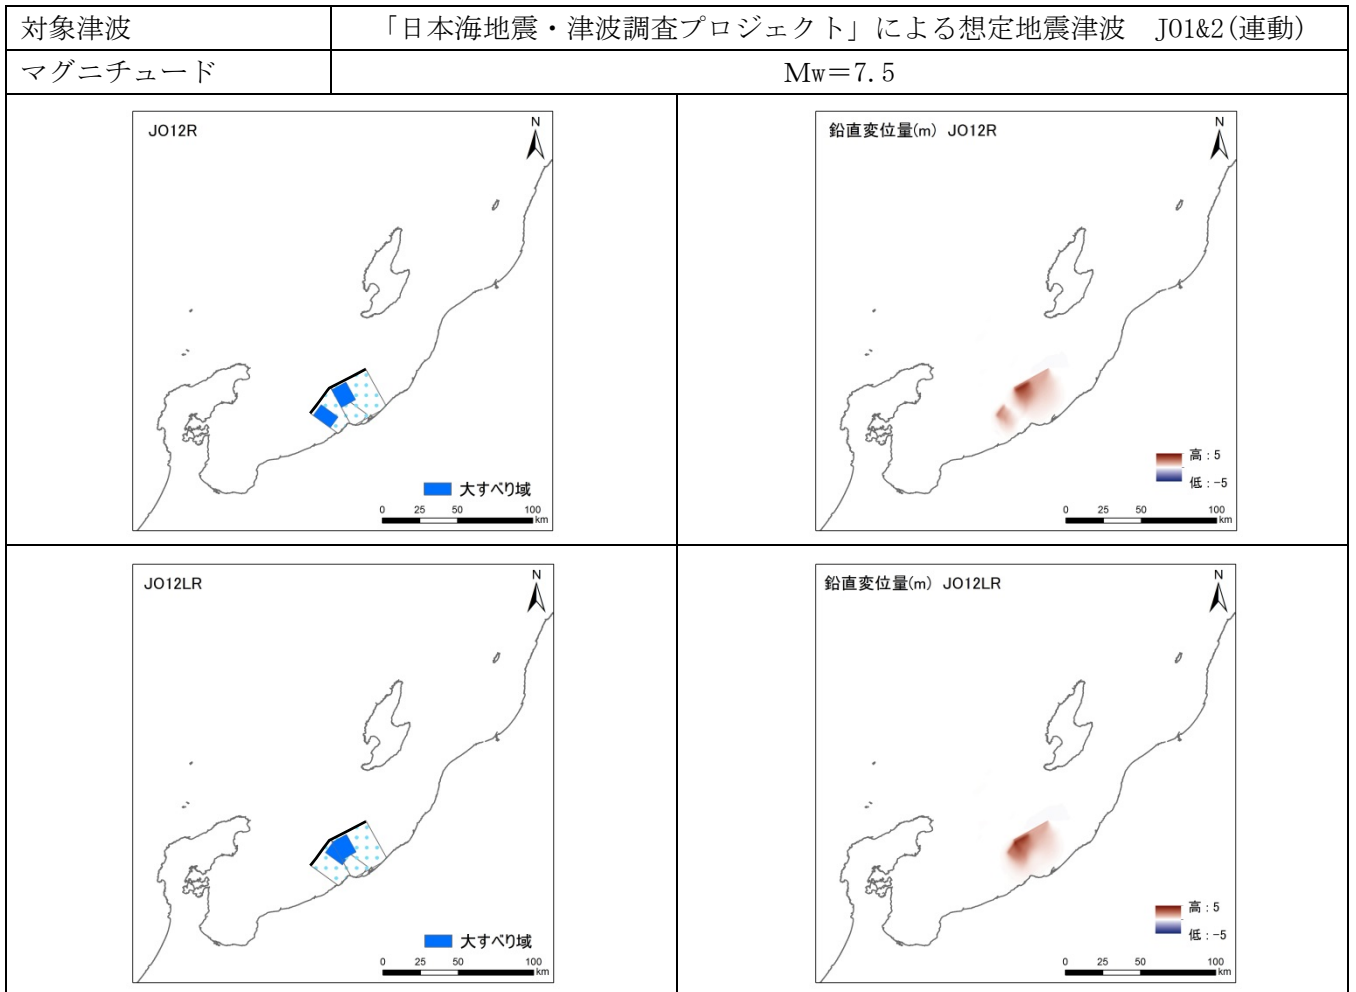 対象津波 「日本海地震・津波調査プロジェクト」による想定地震津波 J01&2(連動)
マグニチュード Mw=7.5
JO12R
N
大すべり域
0 25 50 100
km
鉛直変位量(m) JO12R
N
高 : 5
低 : -5
0 25 50 100
km
JO12LR
N
大すべり域
0 25 50 100
km
鉛直変位量(m) JO12LR
N
高 : 5
低 : -5
0 25 50 100
km